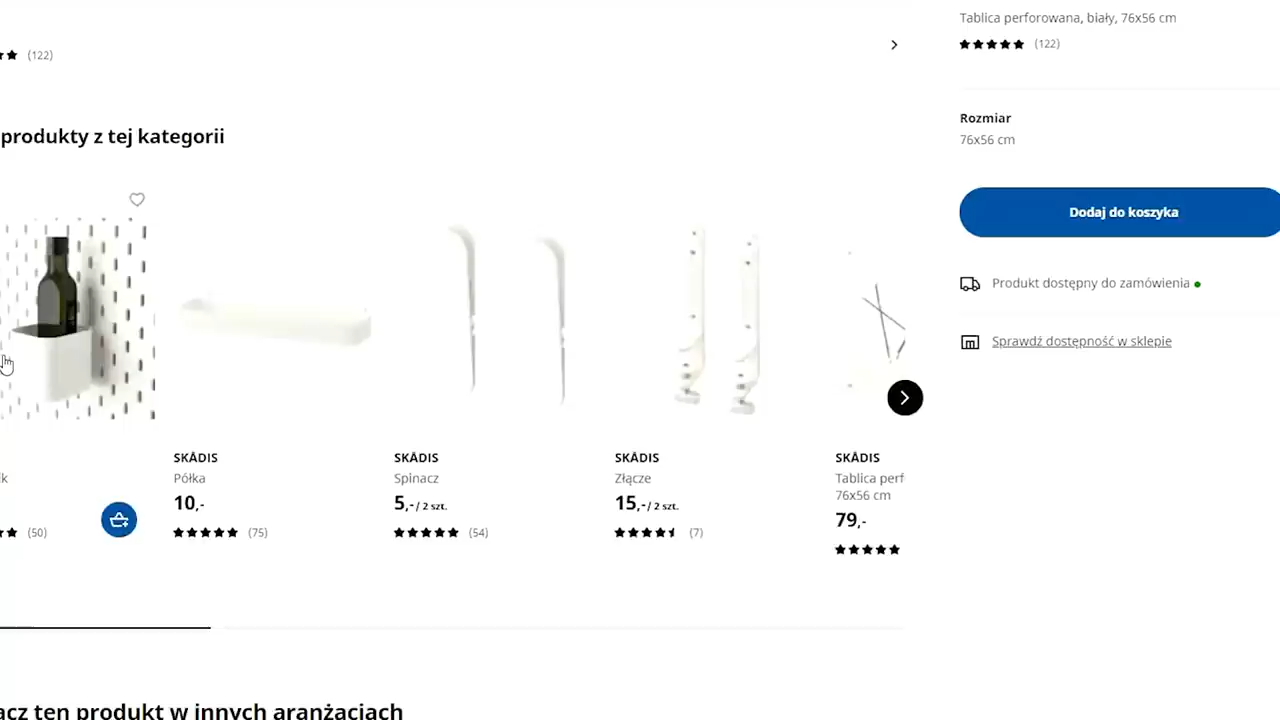 (122)
produkty z tej kategorii
SKÅDIS
Półka
10,-
(75)
SKÅDIS
Spinacz
5,-/ 2 szt.
(54)
SKÅDIS
Złącze
15,-/ 2 szt.
(7)
SKÅDIS
Tablica perf
76x56 cm
79,-
(50)
ten produkt w innych aranżacjach
Tablica perforowana, biały, 76x56 cm
(122)
Rozmiar
76x56 cm
Dodaj do koszyka
Produkt dostępny do zamówienia
Sprawdź dostępność w sklepie